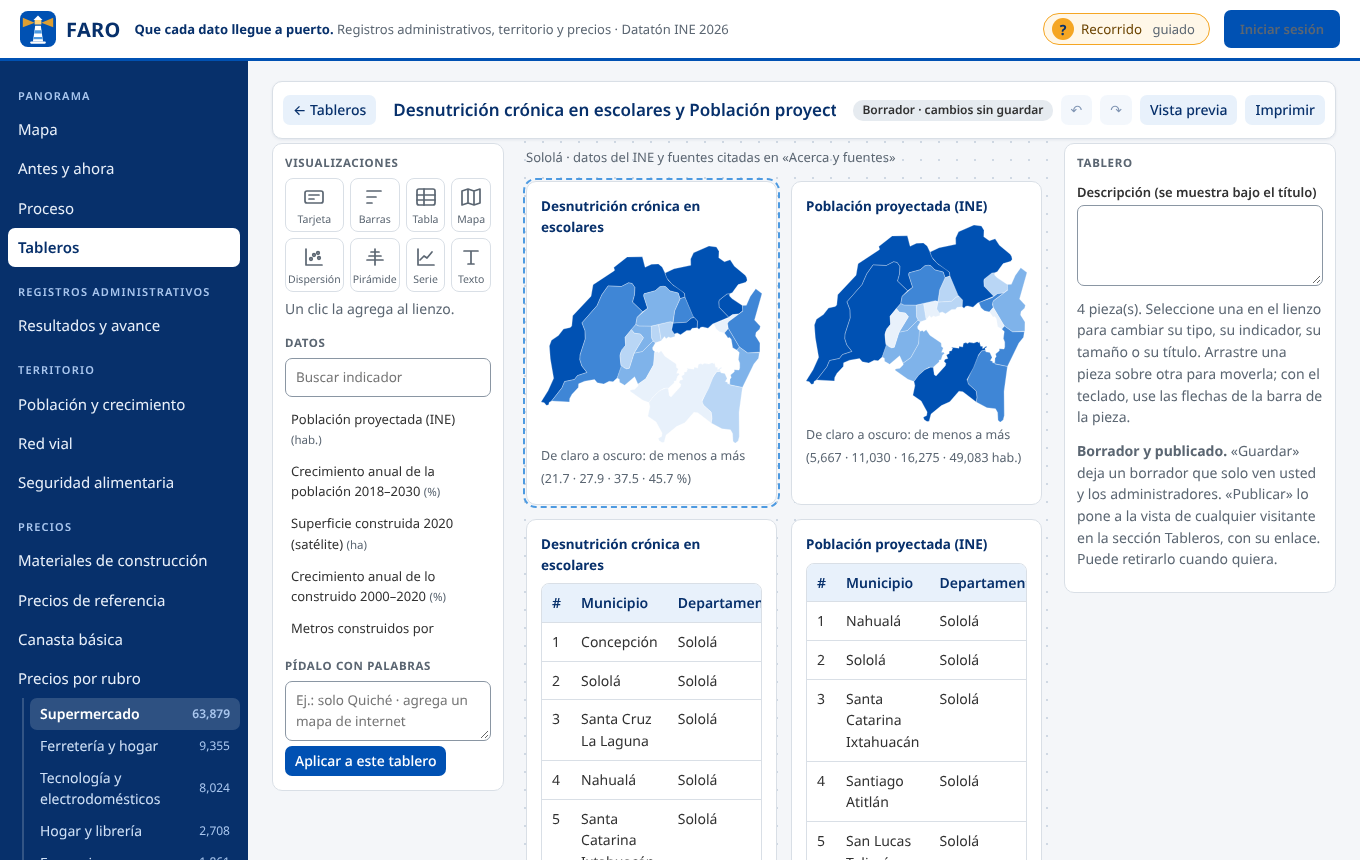 FARO
Que cada dato llegue a puerto. Registros administrativos, territorio y precios · Datatón INE 2026
? Recorrido guiado
Iniciar sesión
PANORAMA
Mapa
Antes y ahora
Proceso
Tableros
REGISTROS ADMINISTRATIVOS
Resultados y avance
TERRITORIO
Población y crecimiento
Red vial
Seguridad alimentaria
PRECIOS
Materiales de construcción
Precios de referencia
Canasta básica
Precios por rubro
Supermercado 63,879
Ferretería y hogar 9,355
Tecnología y
electrodomésticos 8,024
Hogar y librería 2,708
← Tableros
Desnutrición crónica en escolares y Población proyect
Borrador · cambios sin guardar
↶
↷
Vista previa
Imprimir
VISUALIZACIONES
Tarjeta
Barras
Tabla
Mapa
Dispersión
Pirámide
Serie
Texto
Un clic la agrega al lienzo.
DATOS
Buscar indicador
Población proyectada (INE)
(hab.)
Crecimiento anual de la
población 2018–2030 (%)
Superficie construida 2020
(satélite) (ha)
Crecimiento anual de lo
construido 2000–2020 (%)
Metros construidos por
PÍDALO CON PALABRAS
Ej.: solo Quiché · agrega un
mapa de internet
Aplicar a este tablero
Sololá · datos del INE y fuentes citadas en «Acerca y fuentes»
Desnutrición crónica en
escolares
De claro a oscuro: de menos a más
(21.7 · 27.9 · 37.5 · 45.7 %)
Población proyectada (INE)
De claro a oscuro: de menos a más
(5,667 · 11,030 · 16,275 · 49,083 hab.)
Desnutrición crónica en
escolares
# Municipio Departamen
1 Concepción Sololá
2 Sololá Sololá
3 Santa Cruz Sololá
La Laguna
4 Nahualá Sololá
5 Santa Sololá
Catarina
Población proyectada (INE)
# Municipio Departamen
1 Nahualá Sololá
2 Sololá Sololá
3 Santa Sololá
Catarina
Ixtahuacán
4 Santiago Sololá
Atitlán
5 San Lucas Sololá
TABLERO
Descripción (se muestra bajo el título)
4 pieza(s). Seleccione una en el lienzo
para cambiar su tipo, su indicador, su
tamaño o su título. Arrastre una
pieza sobre otra para moverla; con el
teclado, use las flechas de la barra de
la pieza.
Borrador y publicado. «Guardar»
deja un borrador que solo ven usted
y los administradores. «Publicar» lo
pone a la vista de cualquier visitante
en la sección Tableros, con su enlace.
Puede retirarlo cuando quiera.